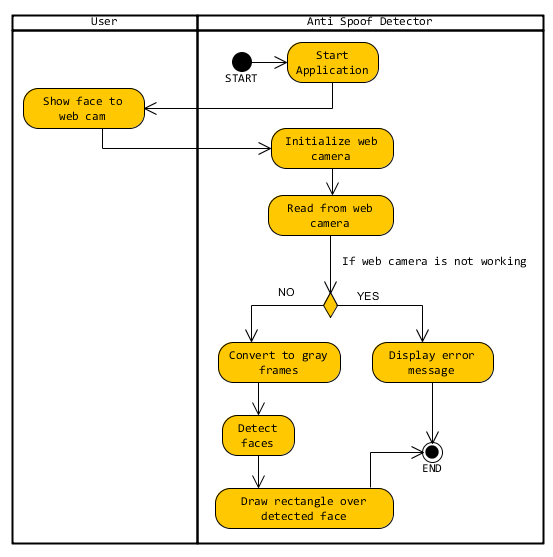 User
Anti Spoof Detector
START
Start
Application
Show face to
web cam
Initialize web
camera
Read from web
camera
If web camera is not working
NO
YES
Convert to gray
frames
Display error
message
Detect
faces
END
Draw rectangle over
detected face